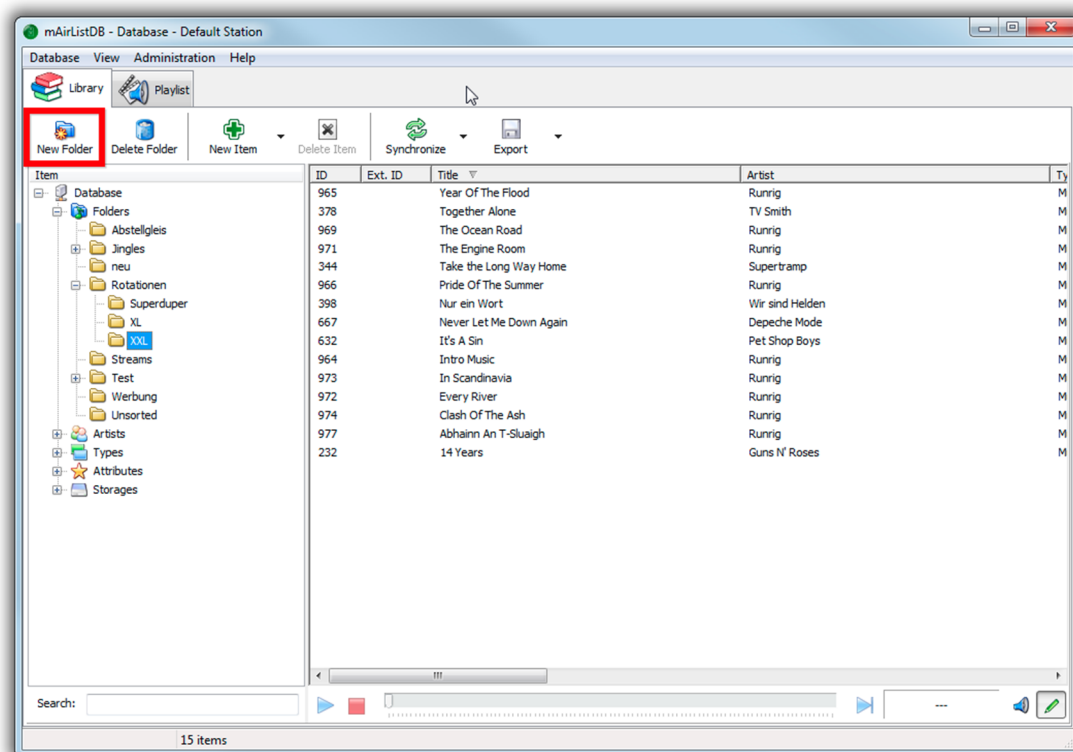 mAirListDB - Database - Default Station
Database View Administration Help
Library Playlist
New Folder Delete Folder New Item Delete Item Synchronize Export
Item
Database
Folders
Abstellgleis
Jingles
neu
Rotationen
Superduper
XL
XXL
Streams
Test
Werbung
Unsorted
Artists
Types
Attributes
Storages
ID Ext. ID Title Artist Ty
965 Year Of The Flood Runrig M
378 Together Alone TV Smith M
969 The Ocean Road Runrig M
971 The Engine Room Runrig M
344 Take the Long Way Home Supertramp M
966 Pride Of The Summer Runrig M
398 Nur ein Wort Wir sind Helden M
667 Never Let Me Down Again Depeche Mode M
632 It's A Sin Pet Shop Boys M
964 Intro Music Runrig M
973 In Scandinavia Runrig M
972 Every River Runrig M
974 Clash Of The Ash Runrig M
977 Abhainn An T-Sluaigh Runrig M
232 14 Years Guns N' Roses M
Search:
---
15 items